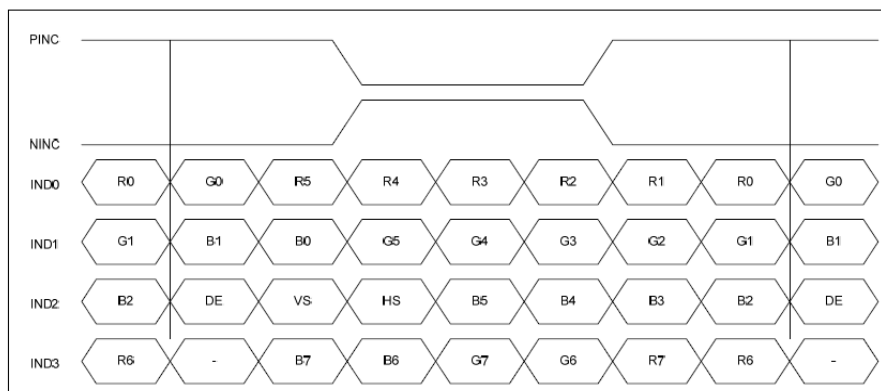 PINC
NINC
IND0 R0 G0 R5 R4 R3 R2 R1 R0 G0
IND1 G1 B1 B0 G5 G4 G3 G2 G1 B1
IND2 B2 DE VS HS B5 B4 B3 B2 DE
IND3 R6 - B7 B6 G7 G6 R7 R6 -